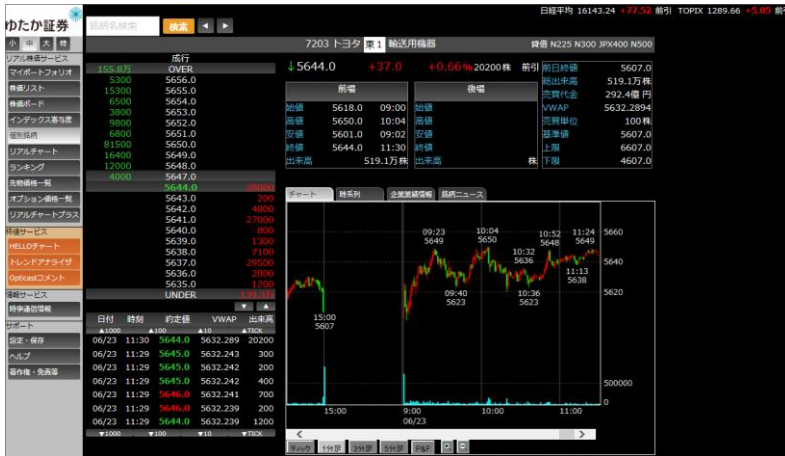 日経平均 16143.24 +77.52 前引 TOPIX 1289.66 +5.05 前
ゆたか証券
銘柄名検索 検索
小 中 大 特
リアル株価サービス
マイポートフォリオ
株価リスト
株価ボード
インデックス寄与度
個別銘柄
リアルチャート
ランキング
先物価格一覧
オプション価格一覧
リアルチャートプラス
終値サービス
HELLOチャート
トレンドアナライザ
Opticastコメント
情報サービス
時事通信情報
サポート
設定・保存
ヘルプ
著作権・免責等
7203 トヨタ 東1 輸送用機器 貸借 N225 N300 JPX400 N500
成行
155.8万 OVER
5300 5656.0
15300 5655.0
6500 5654.0
3800 5653.0
9800 5652.0
6800 5651.0
81500 5650.0
16400 5649.0
12000 5648.0
4000 5647.0
5644.0 28000
5643.0 200
5642.0 4800
5641.0 27000
5640.0 800
5639.0 1300
5638.0 7100
5637.0 29500
5636.0 2800
5635.0 1200
UNDER
日付 時刻 約定値 VWAP 出来高
▲1000 ▲100 ▲10 ▲TICK
06/23 11:30 5644.0 5632.289 20200
06/23 11:29 5645.0 5632.243 300
06/23 11:29 5645.0 5632.242 200
06/23 11:29 5645.0 5632.242 400
06/23 11:29 5646.0 5632.241 700
06/23 11:29 5646.0 5632.239 200
06/23 11:29 5644.0 5632.239 1200
▼1000 ▼100 ▼10 ▼TICK
↓5644.0 +37.0 +0.66% 20200株 前引
前場
始値 5618.0 09:00
高値 5650.0 10:04
安値 5601.0 09:02
終値 5644.0 11:30
出来高 519.1万株
後場
始値
高値
安値
終値
出来高 株
前日終値 5607.0
総出来高 519.1万株
売買代金 292.4億円
VWAP 5632.2894
売買単位 100株
基準値 5607.0
上限 6607.0
下限 4607.0
チャート 時系列 企業業績情報 銘柄ニュース
09:23
5649
10:04
5650
10:52
5648
11:24
5649
10:32
5636
11:13
5638
09:40
5623
10:36
5623
15:00
5607
5660
5640
5620
500000
0
15:00 9:00 10:00 11:00
06/23
ティック 1分足 3分足 5分足 P&F